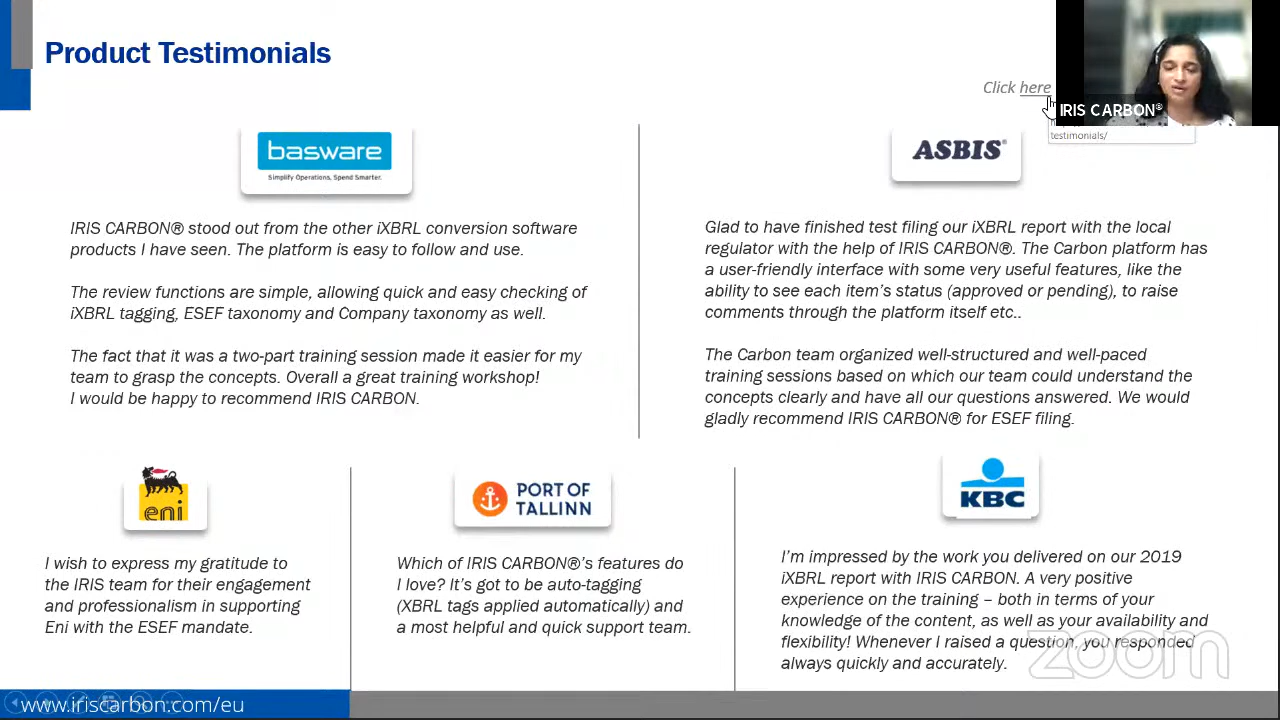 Product Testimonials
Click here
IRIS CARBON®
testimonials/
basware
Simplify Operations, Spend Smarter.
IRIS CARBON® stood out from the other iXBRL conversion software
products I have seen. The platform is easy to follow and use.
The review functions are simple, allowing quick and easy checking of
iXBRL tagging, ESEF taxonomy and Company taxonomy as well.
The fact that it was a two-part training session made it easier for my
team to grasp the concepts. Overall a great training workshop!
I would be happy to recommend IRIS CARBON.
ASBIS®
Glad to have finished test filing our iXBRL report with the local
regulator with the help of IRIS CARBON®. The Carbon platform has
a user-friendly interface with some very useful features, like the
ability to see each item's status (approved or pending), to raise
comments through the platform itself etc..
The Carbon team organized well-structured and well-paced
training sessions based on which our team could understand the
concepts clearly and have all our questions answered. We would
gladly recommend IRIS CARBON® for ESEF filing.
eni
I wish to express my gratitude to
the IRIS team for their engagement
and professionalism in supporting
Eni with the ESEF mandate.
PORT OF
TALLINN
Which of IRIS CARBON®'s features do
I love? It's got to be auto-tagging
(XBRL tags applied automatically) and
a most helpful and quick support team.
KBC
I'm impressed by the work you delivered on our 2019
iXBRL report with IRIS CARBON. A very positive
experience on the training – both in terms of your
knowledge of the content, as well as your availability and
flexibility! Whenever I raised a question, you responded
always quickly and accurately.
zoom
www.iriscarbon.com/eu